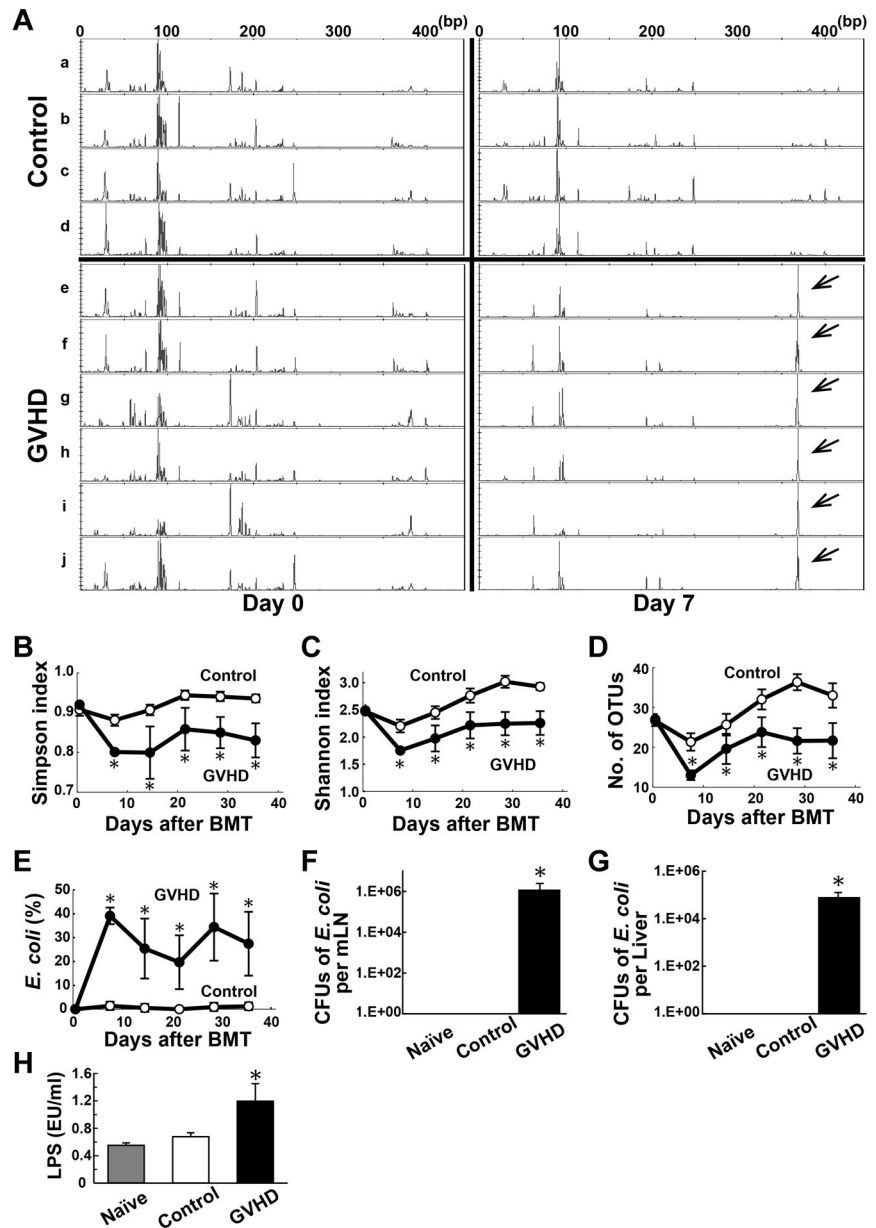 A
0 100 200 300 400 (bp)
0 100 200 300 400 (bp)
Control
a
b
c
d
GVHD
e
f
g
h
i
j
Day 0
Day 7
B
Simpson index
1.0
0.9
0.8
0.7
Control
GVHD
* * * * *
0 10 20 30 40
Days after BMT
C
Shannon index
3.0
2.5
2.0
1.5
1.0
Control
GVHD
* * * * *
0 10 20 30 40
Days after BMT
D
No. of OTUs
40
30
20
10
Control
GVHD
* * * * *
0 10 20 30 40
Days after BMT
E
E. coli (%)
50
40
30
20
10
0
GVHD
Control
* * * * *
0 10 20 30 40
Days after BMT
F
CFUs of E. coli
per mLN
1.E+06
1.E+04
1.E+02
1.E+00
*
Naïve
Control
GVHD
G
CFUs of E. coli
per Liver
1.E+06
1.E+04
1.E+02
1.E+00
*
Naïve
Control
GVHD
H
LPS (EU/ml)
1.6
1.2
0.8
0.4
0
*
Naïve
Control
GVHD